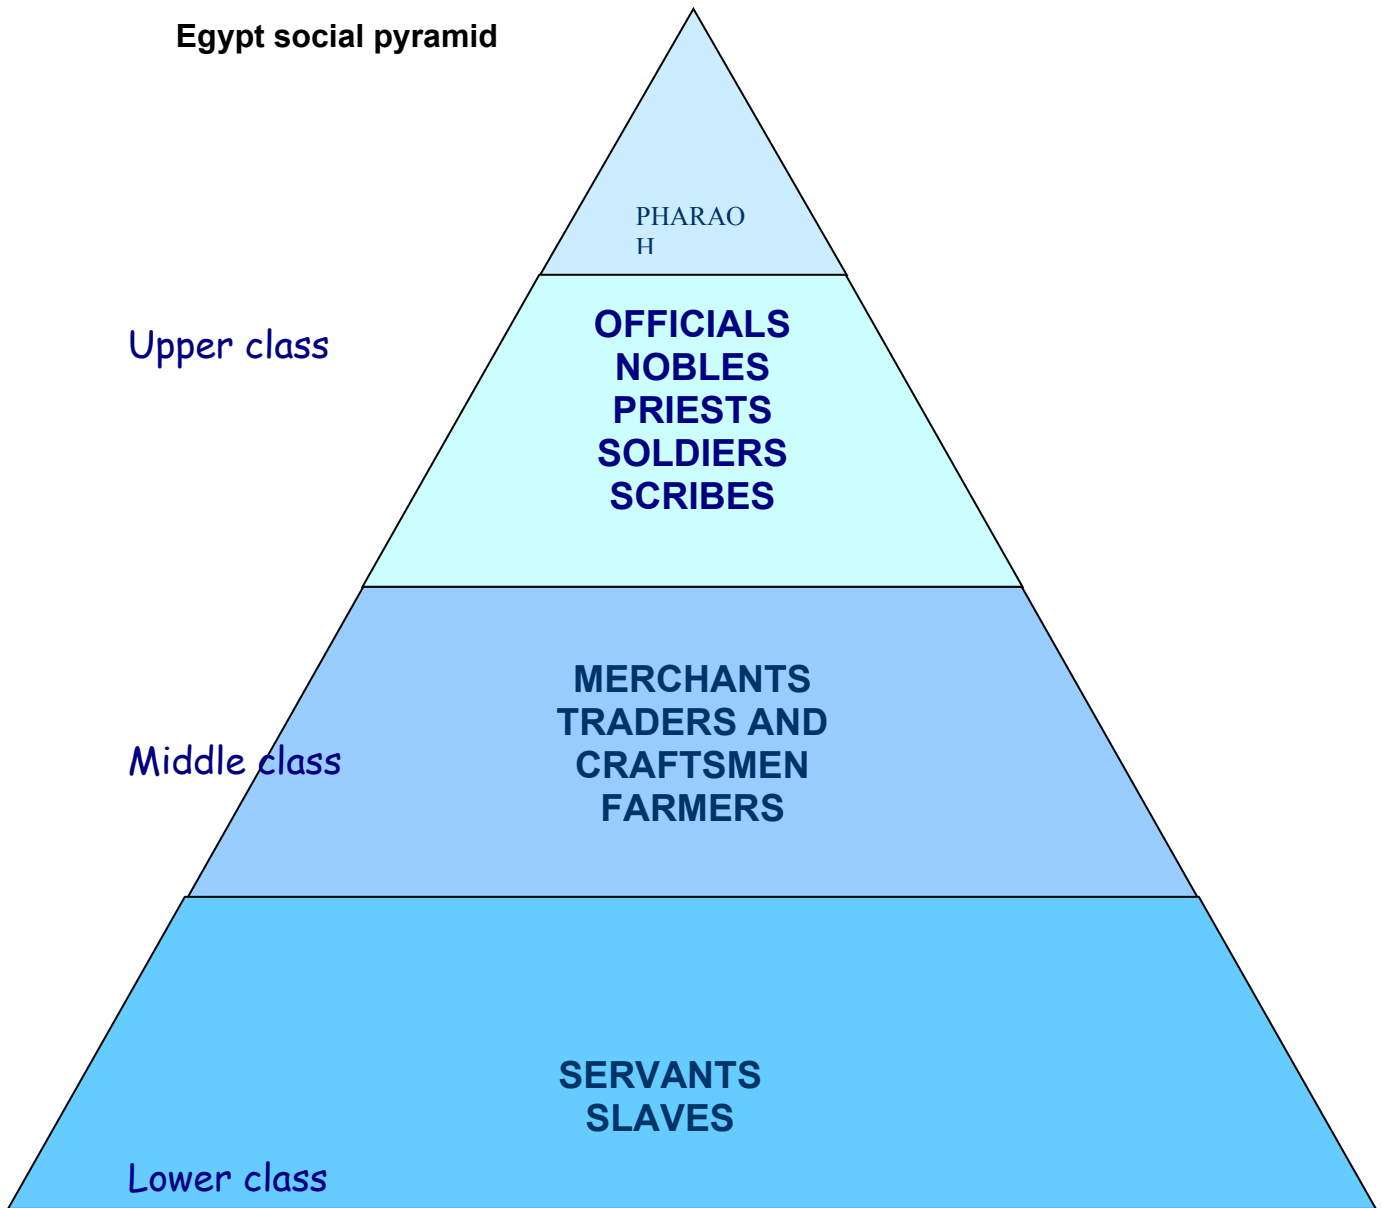 Egypt social pyramid
PHARAO
H
Upper class
OFFICIALS
NOBLES
PRIESTS
SOLDIERS
SCRIBES
MERCHANTS
TRADERS AND
CRAFTSMEN
FARMERS
Middle class
SERVANTS
SLAVES
Lower class